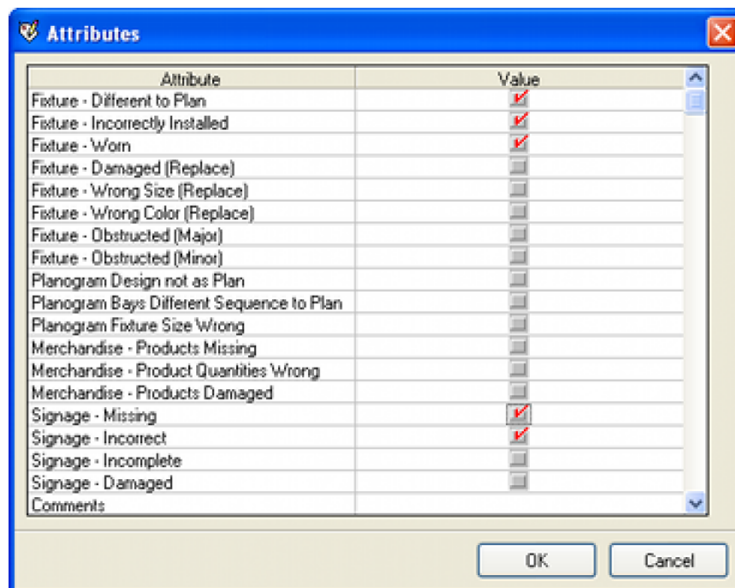 Attributes
Attribute Value
Fixture - Different to Plan
Fixture - Incorrectly Installed
Fixture - Worn
Fixture - Damaged (Replace)
Fixture - Wrong Size (Replace)
Fixture - Wrong Color (Replace)
Fixture - Obstructed (Major)
Fixture - Obstructed (Minor)
Planogram Design not as Plan
Planogram Bays Different Sequence to Plan
Planogram Fixture Size Wrong
Merchandise - Products Missing
Merchandise - Product Quantities Wrong
Merchandise - Products Damaged
Signage - Missing
Signage - Incorrect
Signage - Incomplete
Signage - Damaged
Comments
OK Cancel